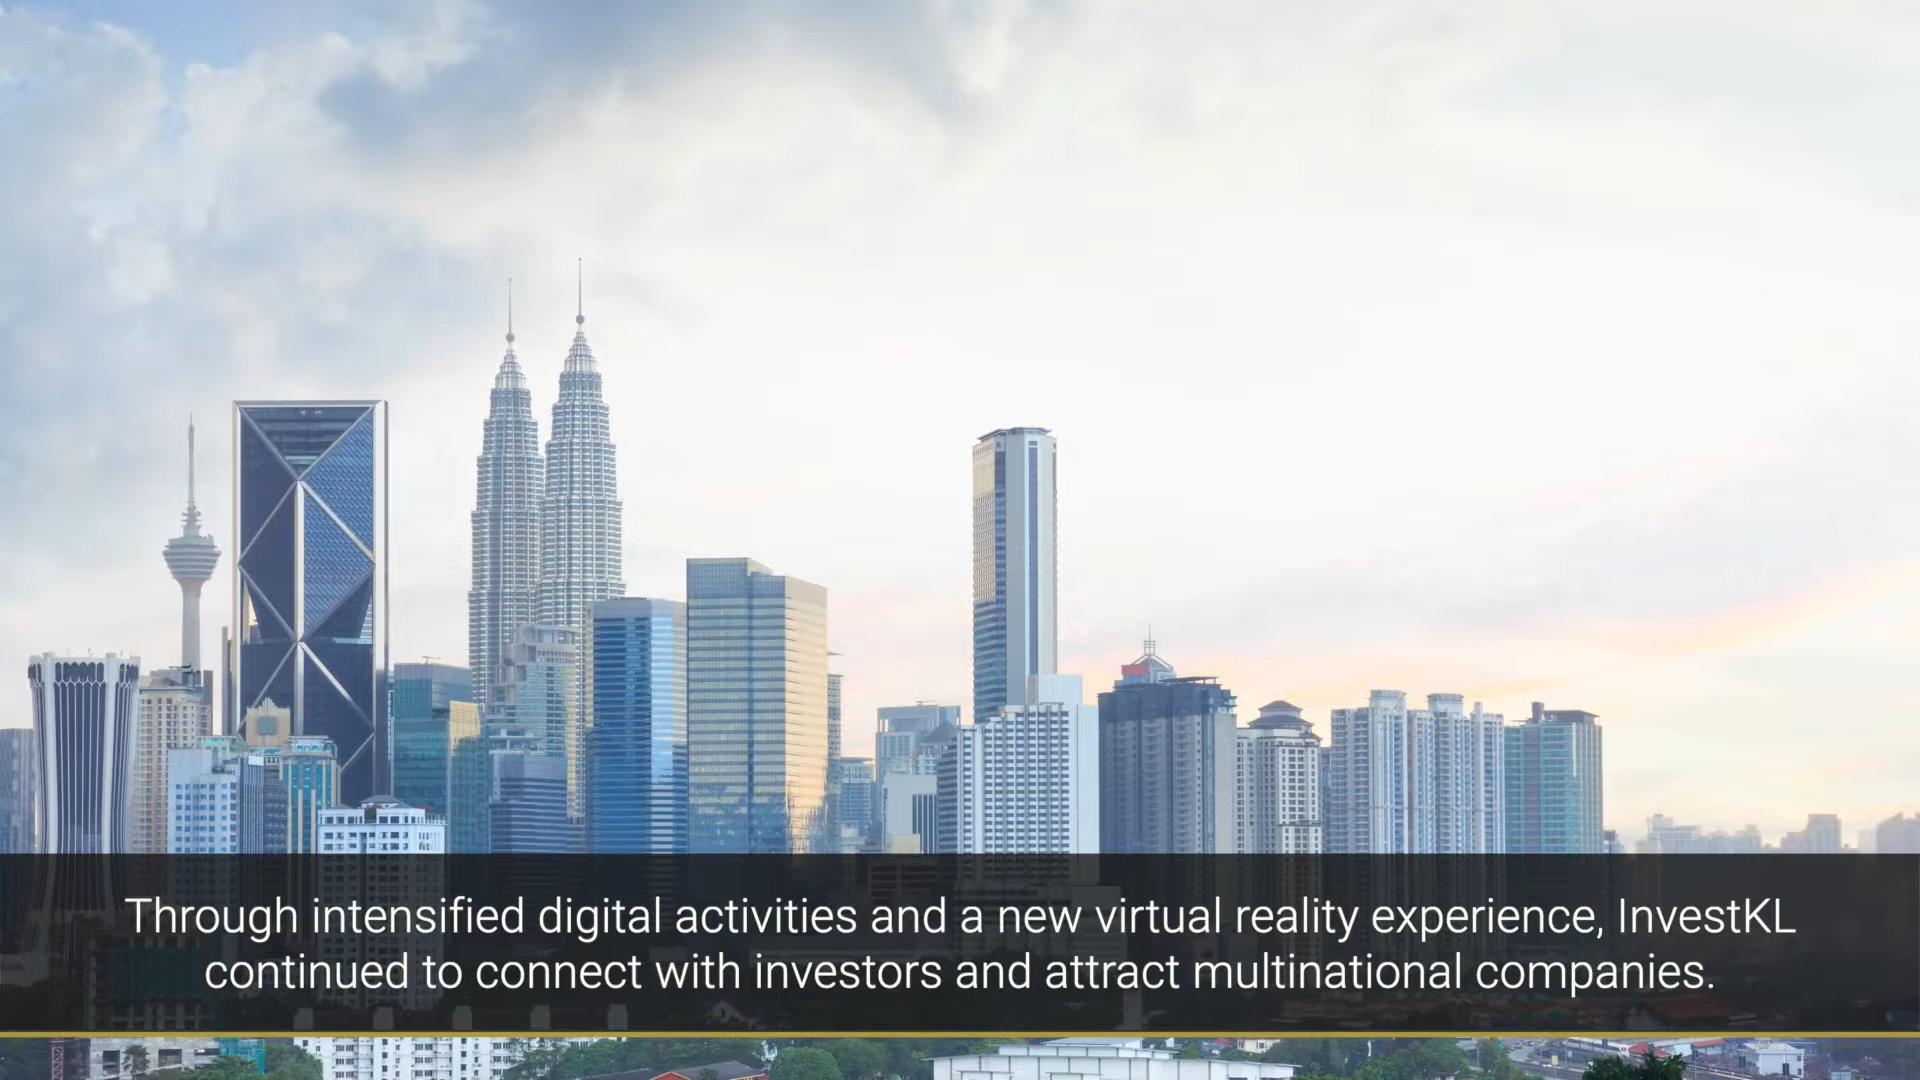 Through intensified digital activities and a new virtual reality experience, InvestKL
continued to connect with investors and attract multinational companies.